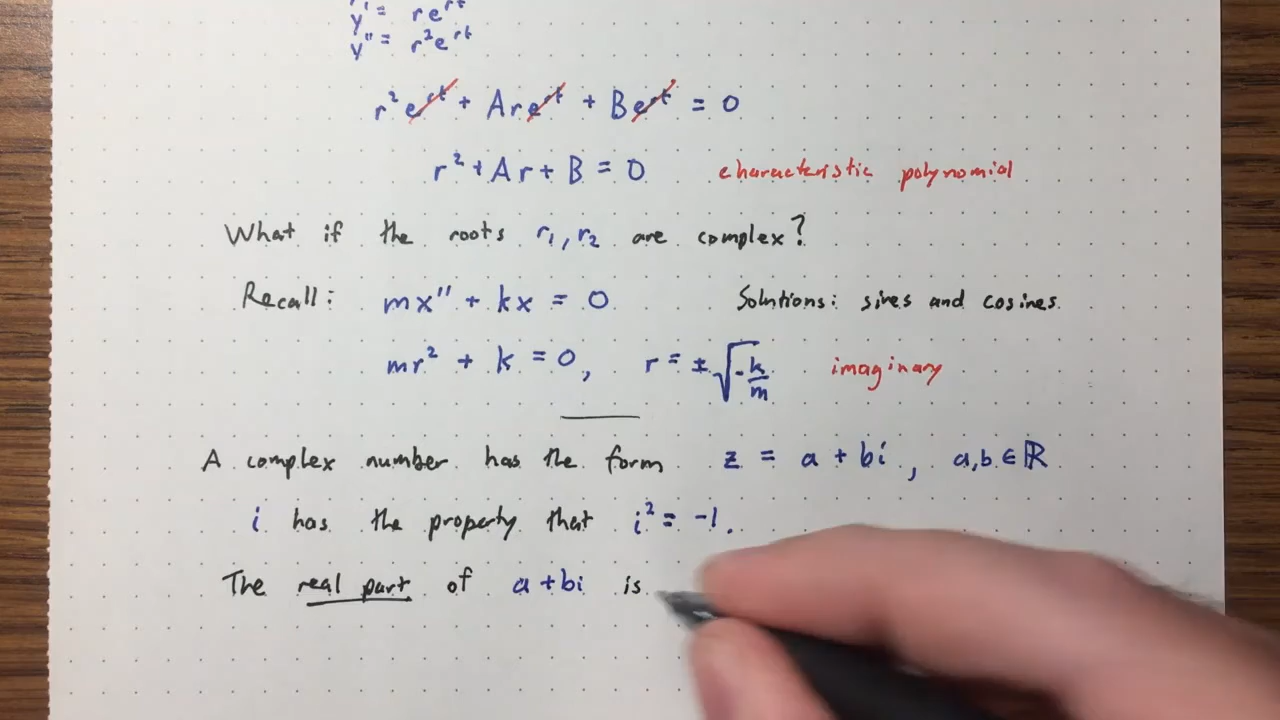 y' = re^{rt}
y'' = r²e^{rt}
r²e^{rt} + Are^{rt} + Be^{rt} = 0
r² + Ar + B = 0 characteristic polynomial
What if the roots r₁, r₂ are complex?
Recall: mx'' + kx = 0 Solutions: sines and cosines.
mr² + k = 0, r = ±√(-k/m) imaginary
A complex number has the form z = a + bi, a,b ∈ ℝ
i has the property that i² = -1.
The real part of a+bi is